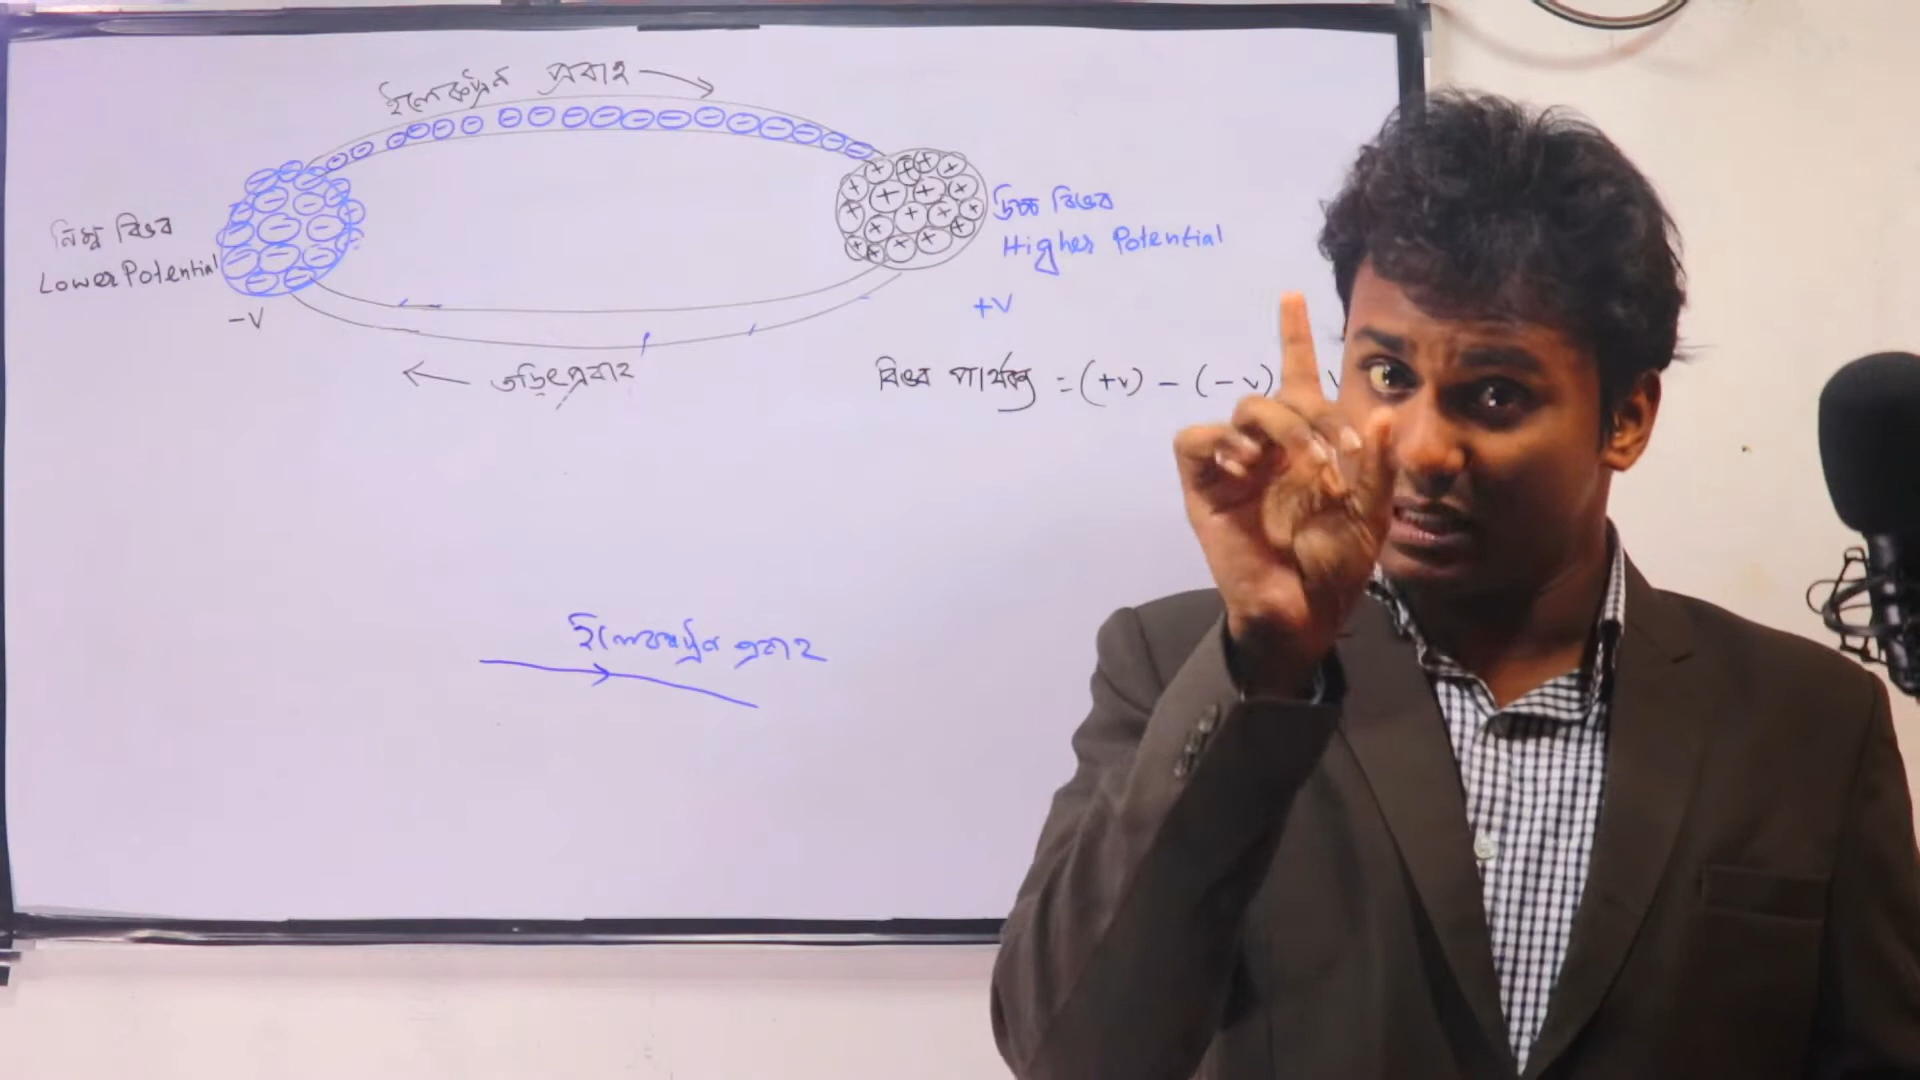 ইলেকট্রন প্রবাহ
নিম্ন বিভব
Lower Potential
-V
উচ্চ বিভব
Higher Potential
+V
তড়িৎপ্রবাহ
বিভব পার্থক্য = (+v) - (-v)
ইলেকট্রন প্রবাহ